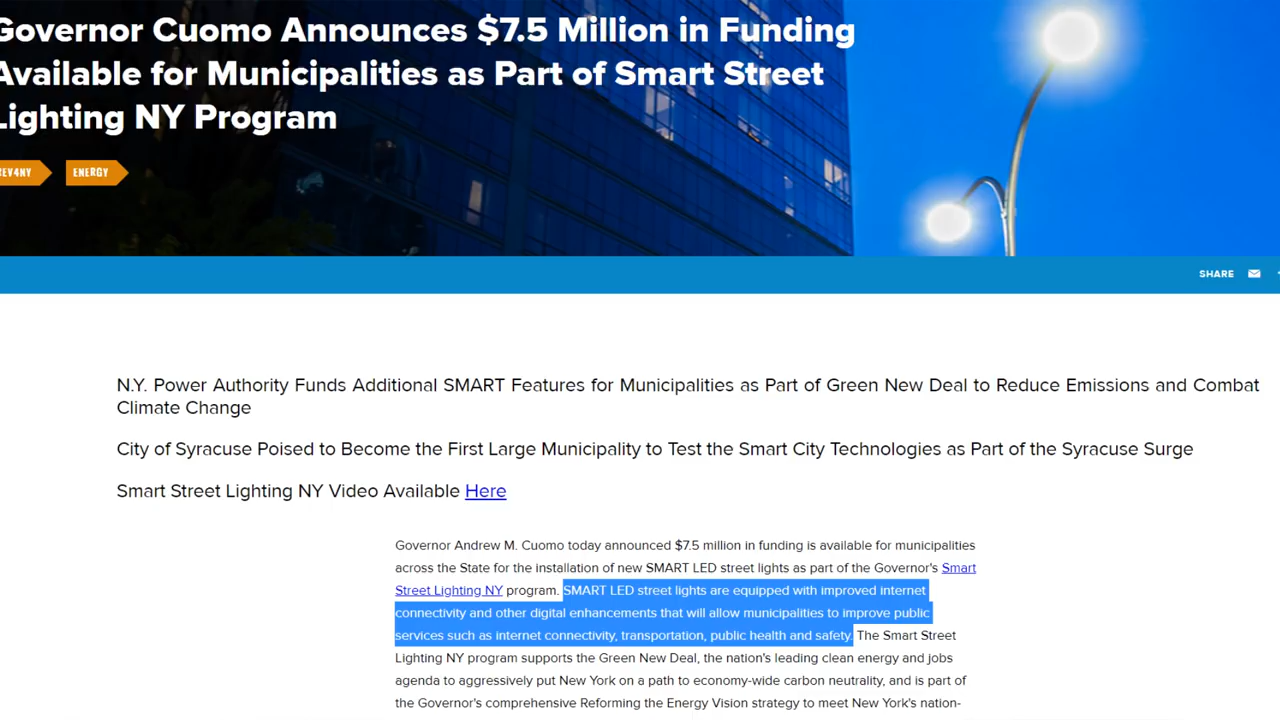 Governor Cuomo Announces $7.5 Million in Funding
Available for Municipalities as Part of Smart Street
Lighting NY Program
REV4NY ENERGY
SHARE
N.Y. Power Authority Funds Additional SMART Features for Municipalities as Part of Green New Deal to Reduce Emissions and Combat
Climate Change
City of Syracuse Poised to Become the First Large Municipality to Test the Smart City Technologies as Part of the Syracuse Surge
Smart Street Lighting NY Video Available Here
Governor Andrew M. Cuomo today announced $7.5 million in funding is available for municipalities
across the State for the installation of new SMART LED street lights as part of the Governor's Smart
Street Lighting NY program. SMART LED street lights are equipped with improved internet
connectivity and other digital enhancements that will allow municipalities to improve public
services such as internet connectivity, transportation, public health and safety. The Smart Street
Lighting NY program supports the Green New Deal, the nation's leading clean energy and jobs
agenda to aggressively put New York on a path to economy-wide carbon neutrality, and is part of
the Governor's comprehensive Reforming the Energy Vision strategy to meet New York's nation-